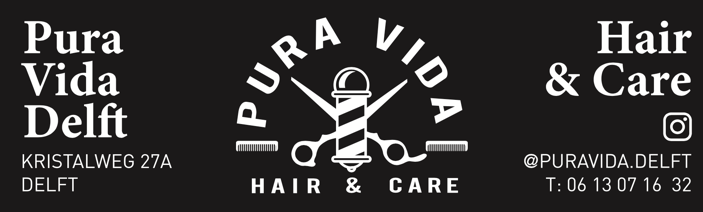 Pura
Vida
Delft
KRISTALWEG 27A
DELFT
PURA VIDA
HAIR & CARE
Hair
& Care
@PURAVIDA.DELFT
T: 06 13 07 16 32